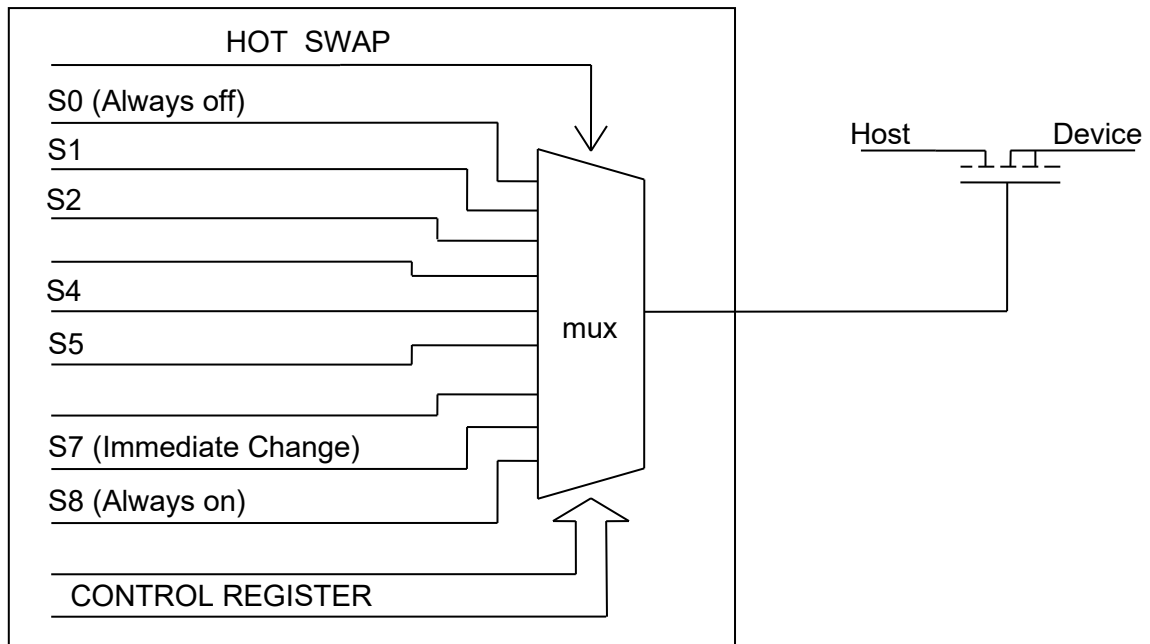 HOT SWAP
S0 (Always off)
S1
S2
S4
S5
S7 (Immediate Change)
S8 (Always on)
CONTROL REGISTER
mux
Host
Device